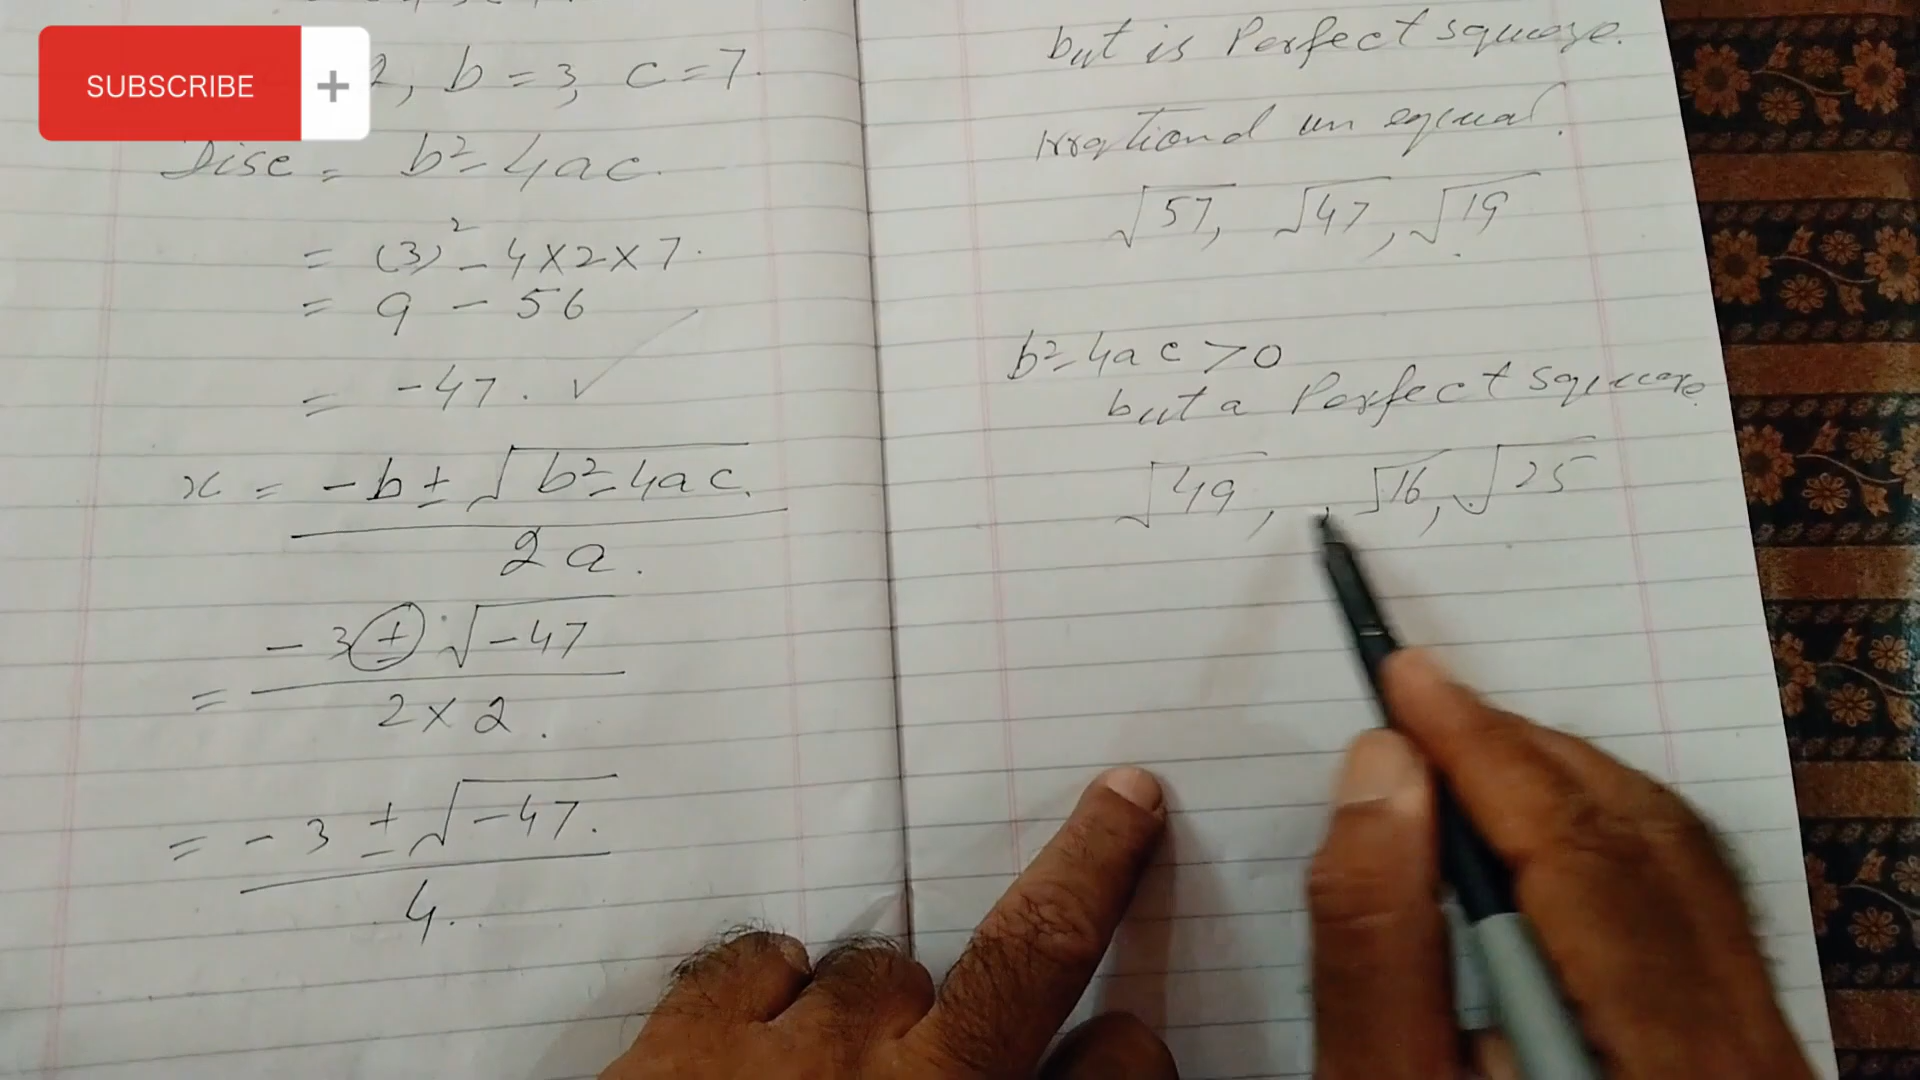 SUBSCRIBE +
2, b = 3, c = 7.
Disc = b² - 4ac.
= (3)² - 4×2×7.
= 9 - 56
= -47. ✓
x = -b ± √b² - 4ac. / 2a.
= -3 ± √-47 / 2×2.
= -3 ± √-47. / 4.
but is Perfect square.
Irrational un equal.
√57, √47, √19
b² - 4ac > 0
but a Perfect square.
√49, , √16, √25